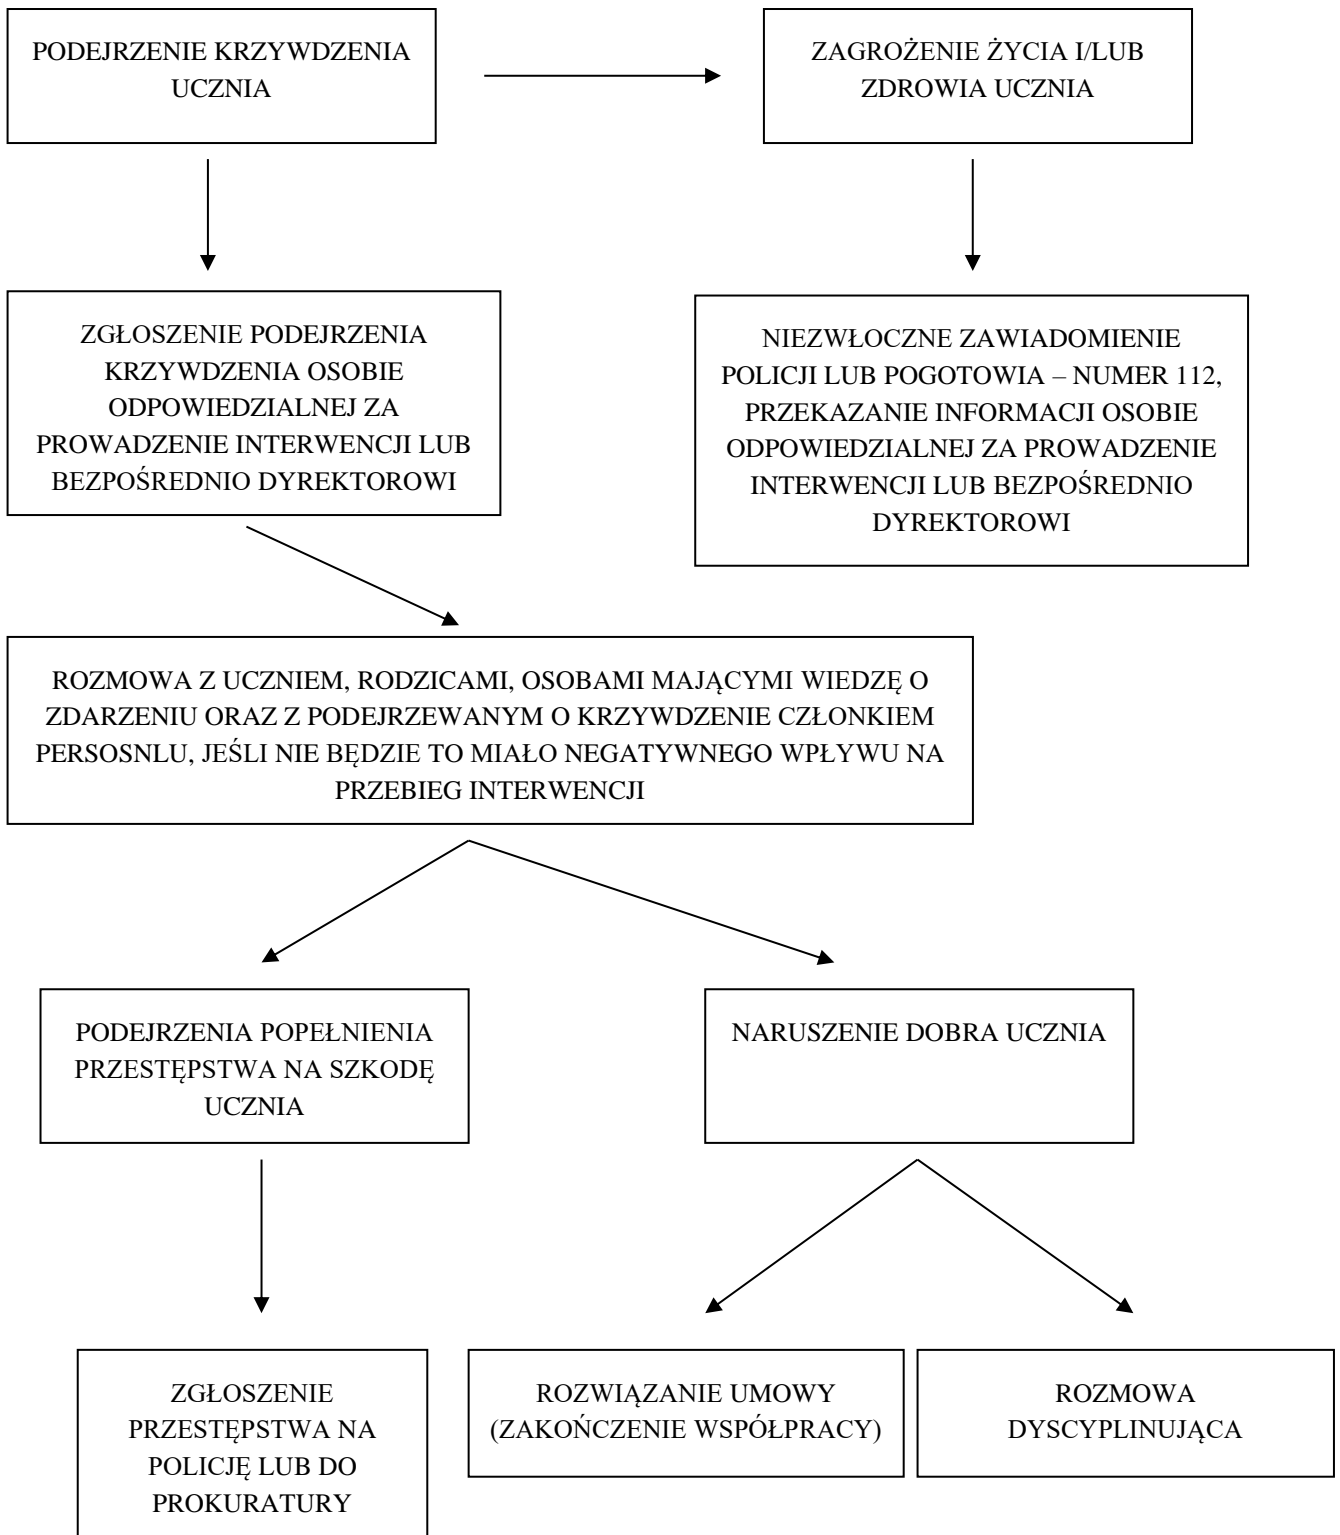 PODEJRZENIE KRZYWDZENIA
UCZNIA
ZAGROŻENIE ŻYCIA I/LUB
ZDROWIA UCZNIA
ZGŁOSZENIE PODEJRZENIA
KRZYWDZENIA OSOBIE
ODPOWIEDZIALNEJ ZA
PROWADZENIE INTERWENCJI LUB
BEZPOŚREDNIO DYREKTOROWI
NIEZWŁOCZNE ZAWIADOMIENIE
POLICJI LUB POGOTOWIA – NUMER 112,
PRZEKAZANIE INFORMACJI OSOBIE
ODPOWIEDZIALNEJ ZA PROWADZENIE
INTERWENCJI LUB BEZPOŚREDNIO
DYREKTOROWI
ROZMOWA Z UCZNIEM, RODZICAMI, OSOBAMI MAJĄCYMI WIEDZĘ O
ZDARZENIU ORAZ Z PODEJRZEWANYM O KRZYWDZENIE CZŁONKIEM
PERSOSNLU, JEŚLI NIE BĘDZIE TO MIAŁO NEGATYWNEGO WPŁYWU NA
PRZEBIEG INTERWENCJI
PODEJRZENIA POPEŁNIENIA
PRZESTĘPSTWA NA SZKODĘ
UCZNIA
NARUSZENIE DOBRA UCZNIA
ZGŁOSZENIE
PRZESTĘPSTWA NA
POLICJĘ LUB DO
PROKURATURY
ROZWIĄZANIE UMOWY
(ZAKOŃCZENIE WSPÓŁPRACY)
ROZMOWA
DYSCYPLINUJĄCA